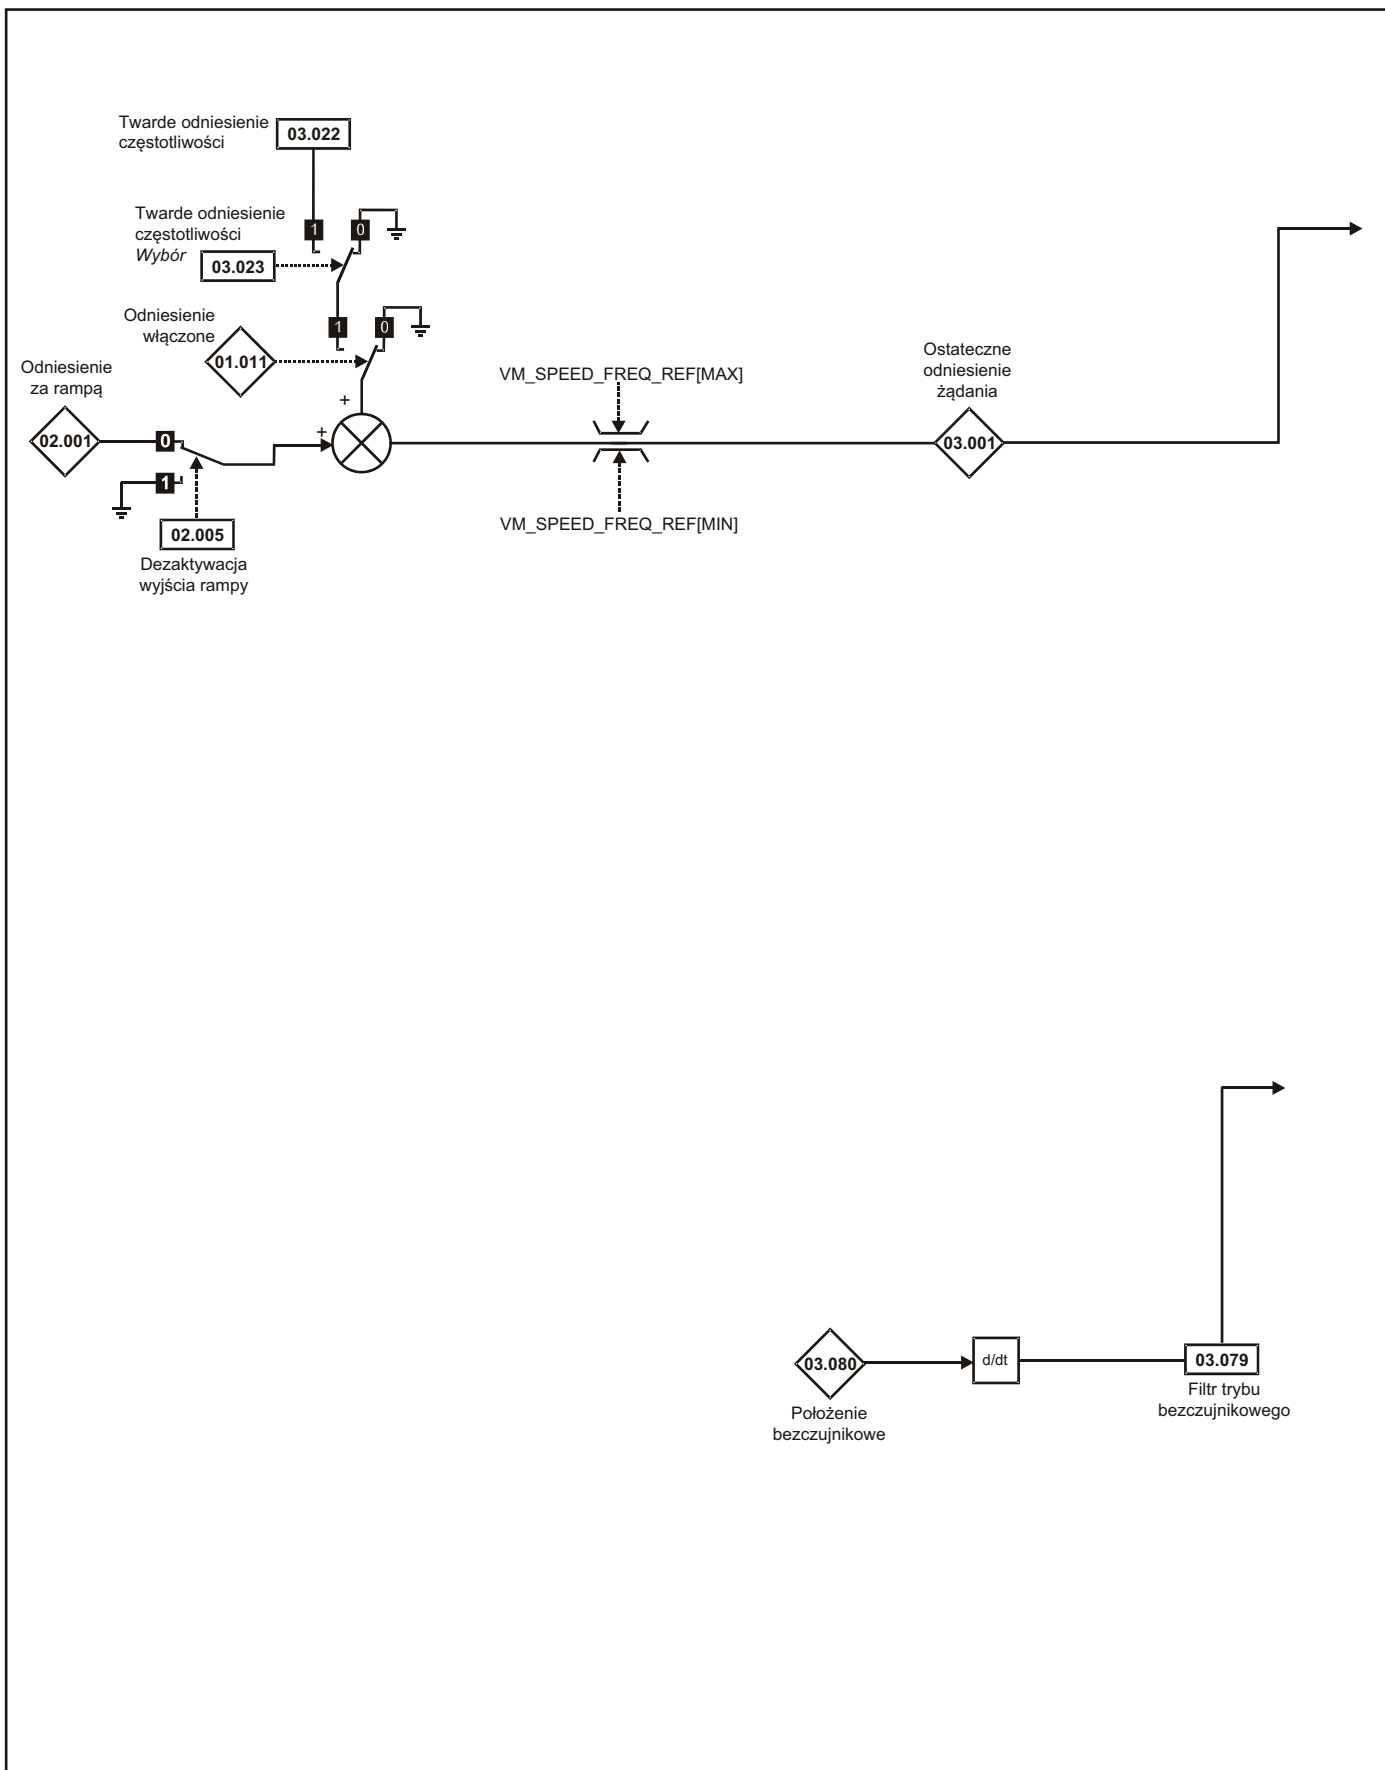 Twarde odniesienie
częstotliwości
03.022
Twarde odniesienie
częstotliwości
Wybór
1
0
03.023
Odniesienie
włączone
1
0
01.011
Odniesienie
za rampą
+
+
02.001
0
1
02.005
Dezaktywacja
wyjścia rampy
VM_SPEED_FREQ_REF[MAX]
VM_SPEED_FREQ_REF[MIN]
Ostateczne
odniesienie
żądania
03.001
03.080
Położenie
bezczujnikowe
d/dt
03.079
Filtr trybu
bezczujnikowego